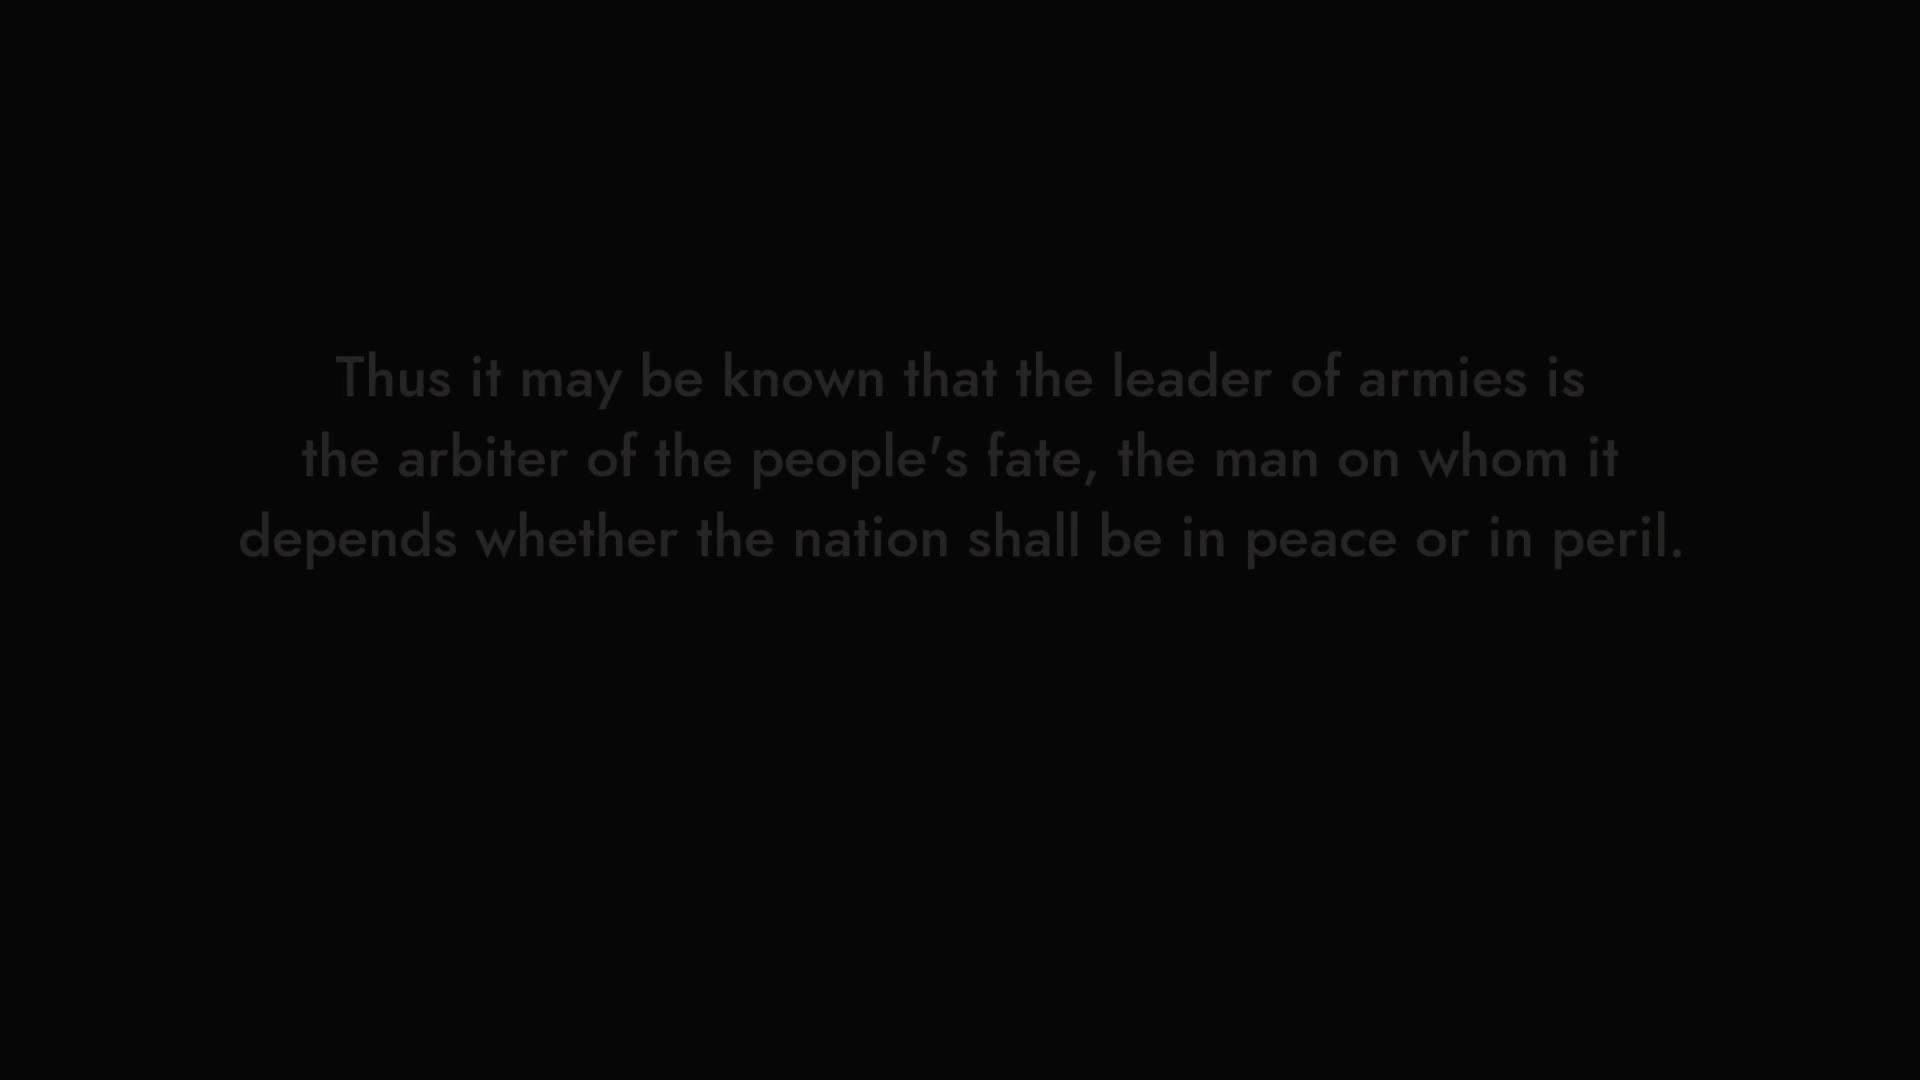 Thus it may be known that the leader of armies is
the arbiter of the people's fate, the man on whom it
depends whether the nation shall be in peace or in peril.